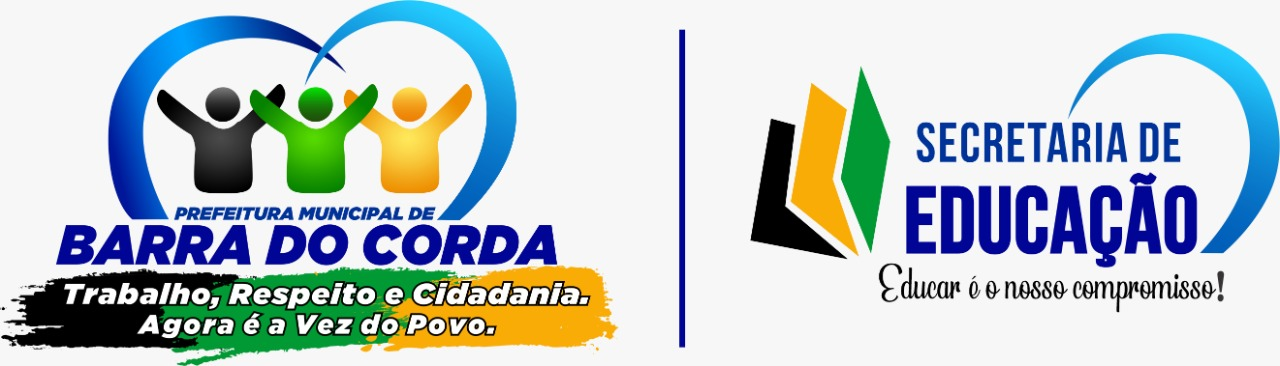 PREFEITURA MUNICIPAL DE
BARRA DO CORDA
Trabalho, Respeito e Cidadania.
Agora é a Vez do Povo.
SECRETARIA DE
EDUCAÇÃO
Educar é o nosso compromisso!